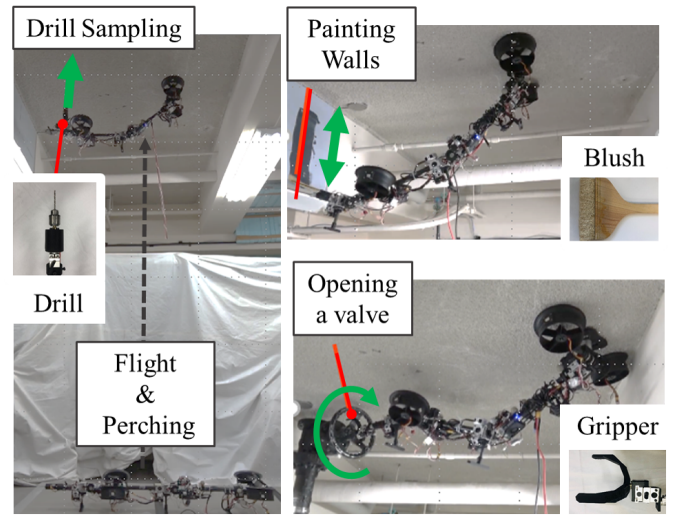 Drill Sampling
Drill
Flight
&
Perching
Painting
Walls
Blush
Opening
a valve
Gripper